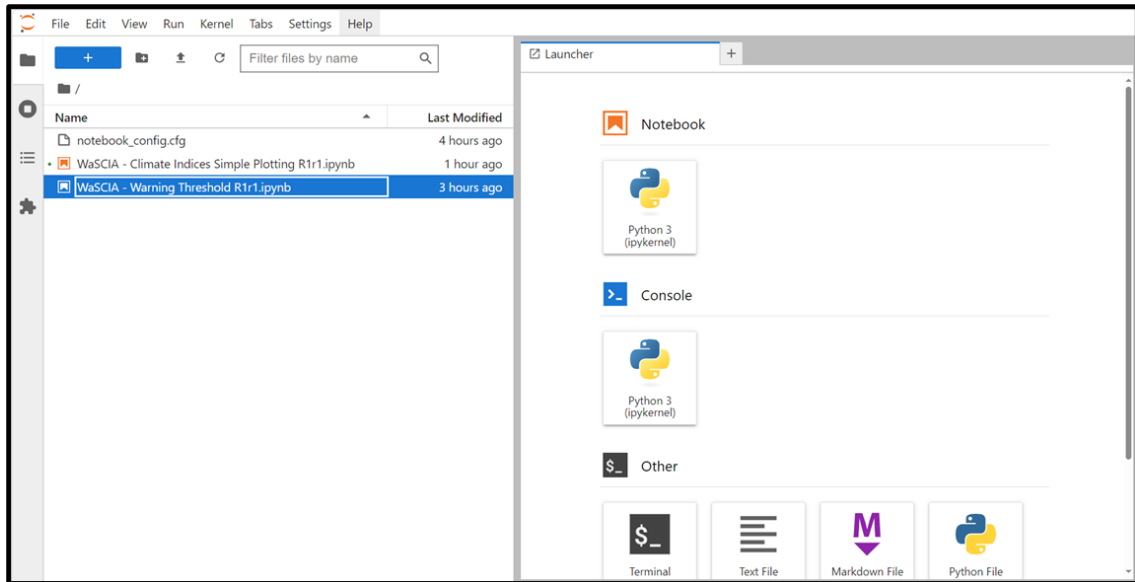 File Edit View Run Kernel Tabs Settings Help
+
Filter files by name
/
Name Last Modified
notebook_config.cfg 4 hours ago
WaSCIA - Climate Indices Simple Plotting R1r1.ipynb 1 hour ago
WaSCIA - Warning Threshold R1r1.ipynb 3 hours ago
Launcher +
Notebook
Python 3
(ipykernel)
>_ Console
Python 3
(ipykernel)
$_ Other
$_ M
Terminal Text File Markdown File Python File